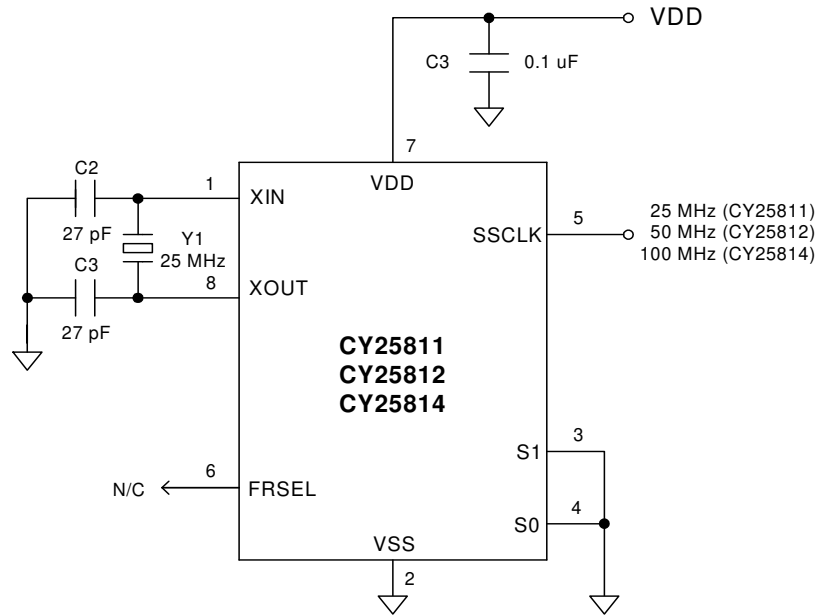 VDD
C3 0.1 uF
7
VDD
C2
27 pF
1
XIN
Y1
25 MHz
C3
27 pF
8
XOUT
SSCLK
5
25 MHz (CY25811)
50 MHz (CY25812)
100 MHz (CY25814)
CY25811
CY25812
CY25814
S1
3
N/C
6
FRSEL
S0
4
VSS
2